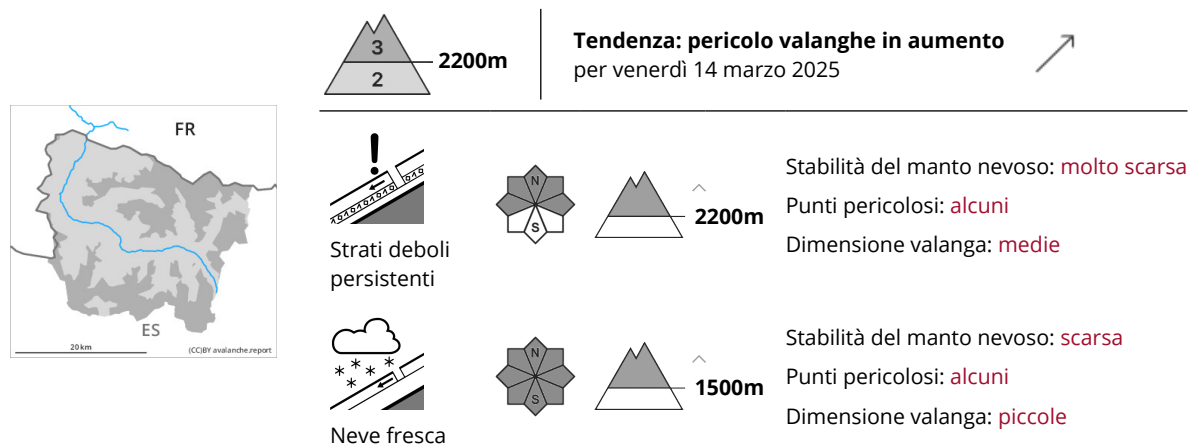 3
2
2200m
Tendenza: pericolo valanghe in aumento
per venerdì 14 marzo 2025
FR
ES
20 km
(CC)BY avalanche.report
N
S
2200m
Strati deboli
persistenti
Stabilità del manto nevoso: molto scarsa
Punti pericolosi: alcuni
Dimensione valanga: medie
N
S
1500m
Neve fresca
Stabilità del manto nevoso: scarsa
Punti pericolosi: alcuni
Dimensione valanga: piccole